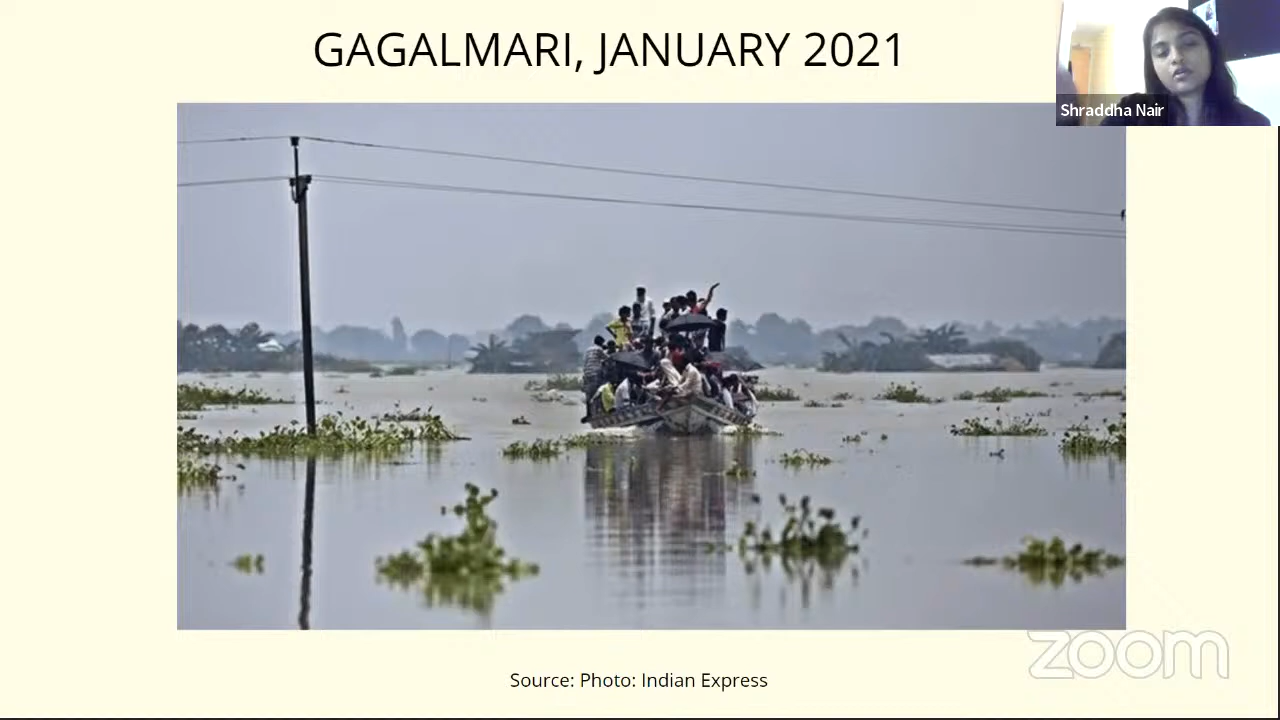 GAGALMARI, JANUARY 2021
Shraddha Nair
zoom
Source: Photo: Indian Express